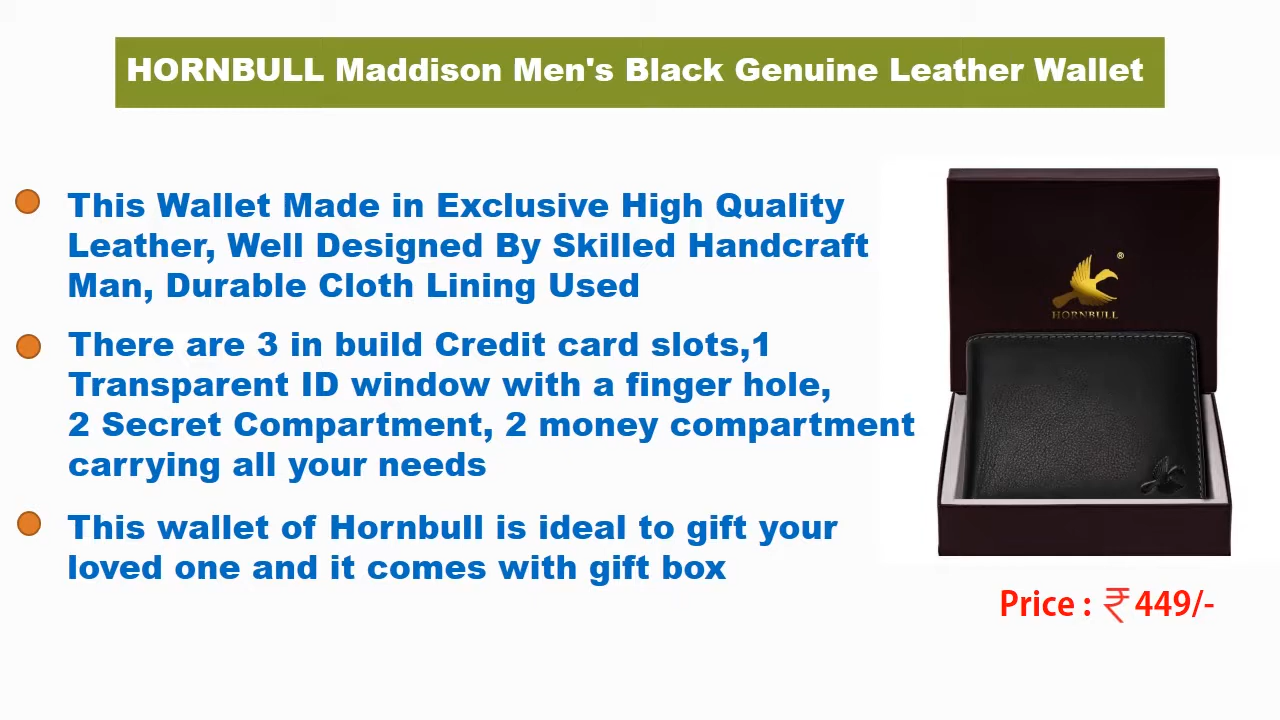 HORNBULL Maddison Men's Black Genuine Leather Wallet
This Wallet Made in Exclusive High Quality
Leather, Well Designed By Skilled Handcraft
Man, Durable Cloth Lining Used
There are 3 in build Credit card slots,1
Transparent ID window with a finger hole,
2 Secret Compartment, 2 money compartment
carrying all your needs
This wallet of Hornbull is ideal to gift your
loved one and it comes with gift box
®
HORNBULL
Price : ₹ 449/-